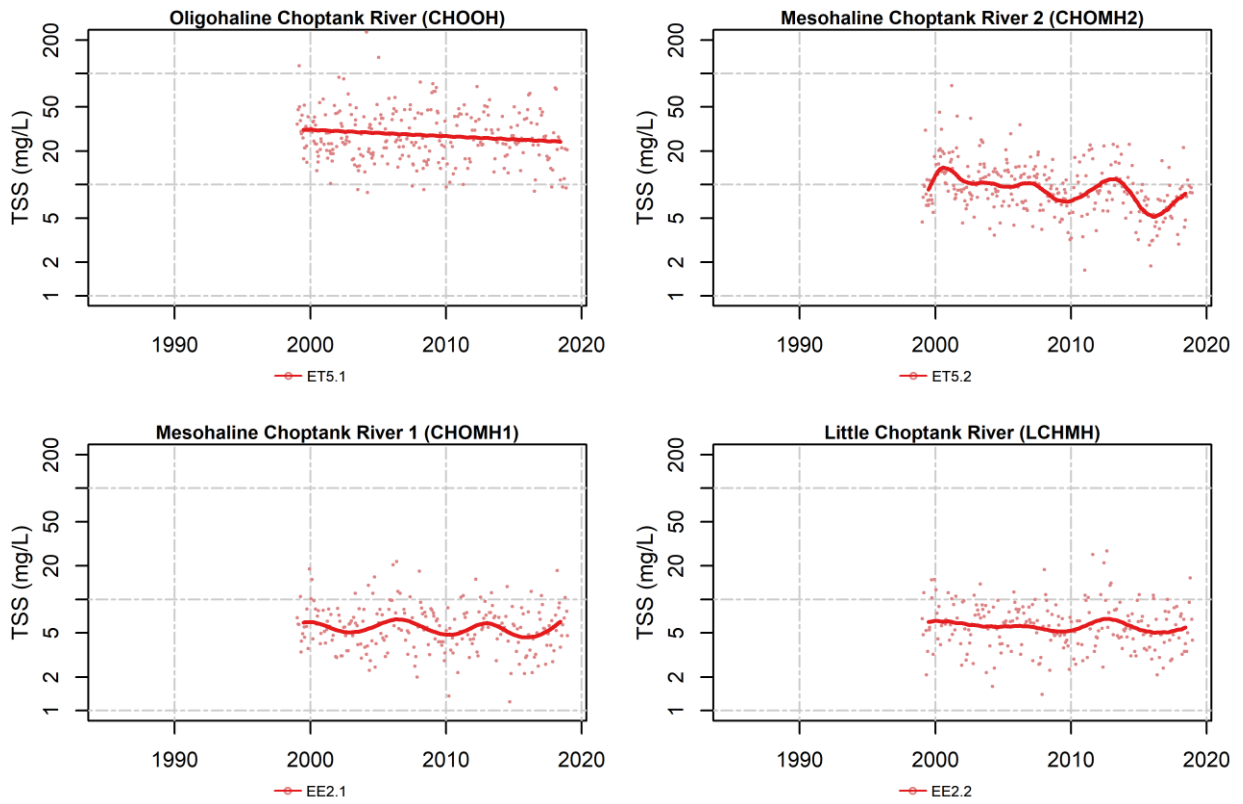 Oligohaline Choptank River (CHOOH)
TSS (mg/L)
200
50
20
5
2
1
1990 2000 2010 2020
ET5.1
Mesohaline Choptank River 2 (CHOMH2)
TSS (mg/L)
200
50
20
5
2
1
1990 2000 2010 2020
ET5.2
Mesohaline Choptank River 1 (CHOMH1)
TSS (mg/L)
200
50
20
5
2
1
1990 2000 2010 2020
EE2.1
Little Choptank River (LCHMH)
TSS (mg/L)
200
50
20
5
2
1
1990 2000 2010 2020
EE2.2